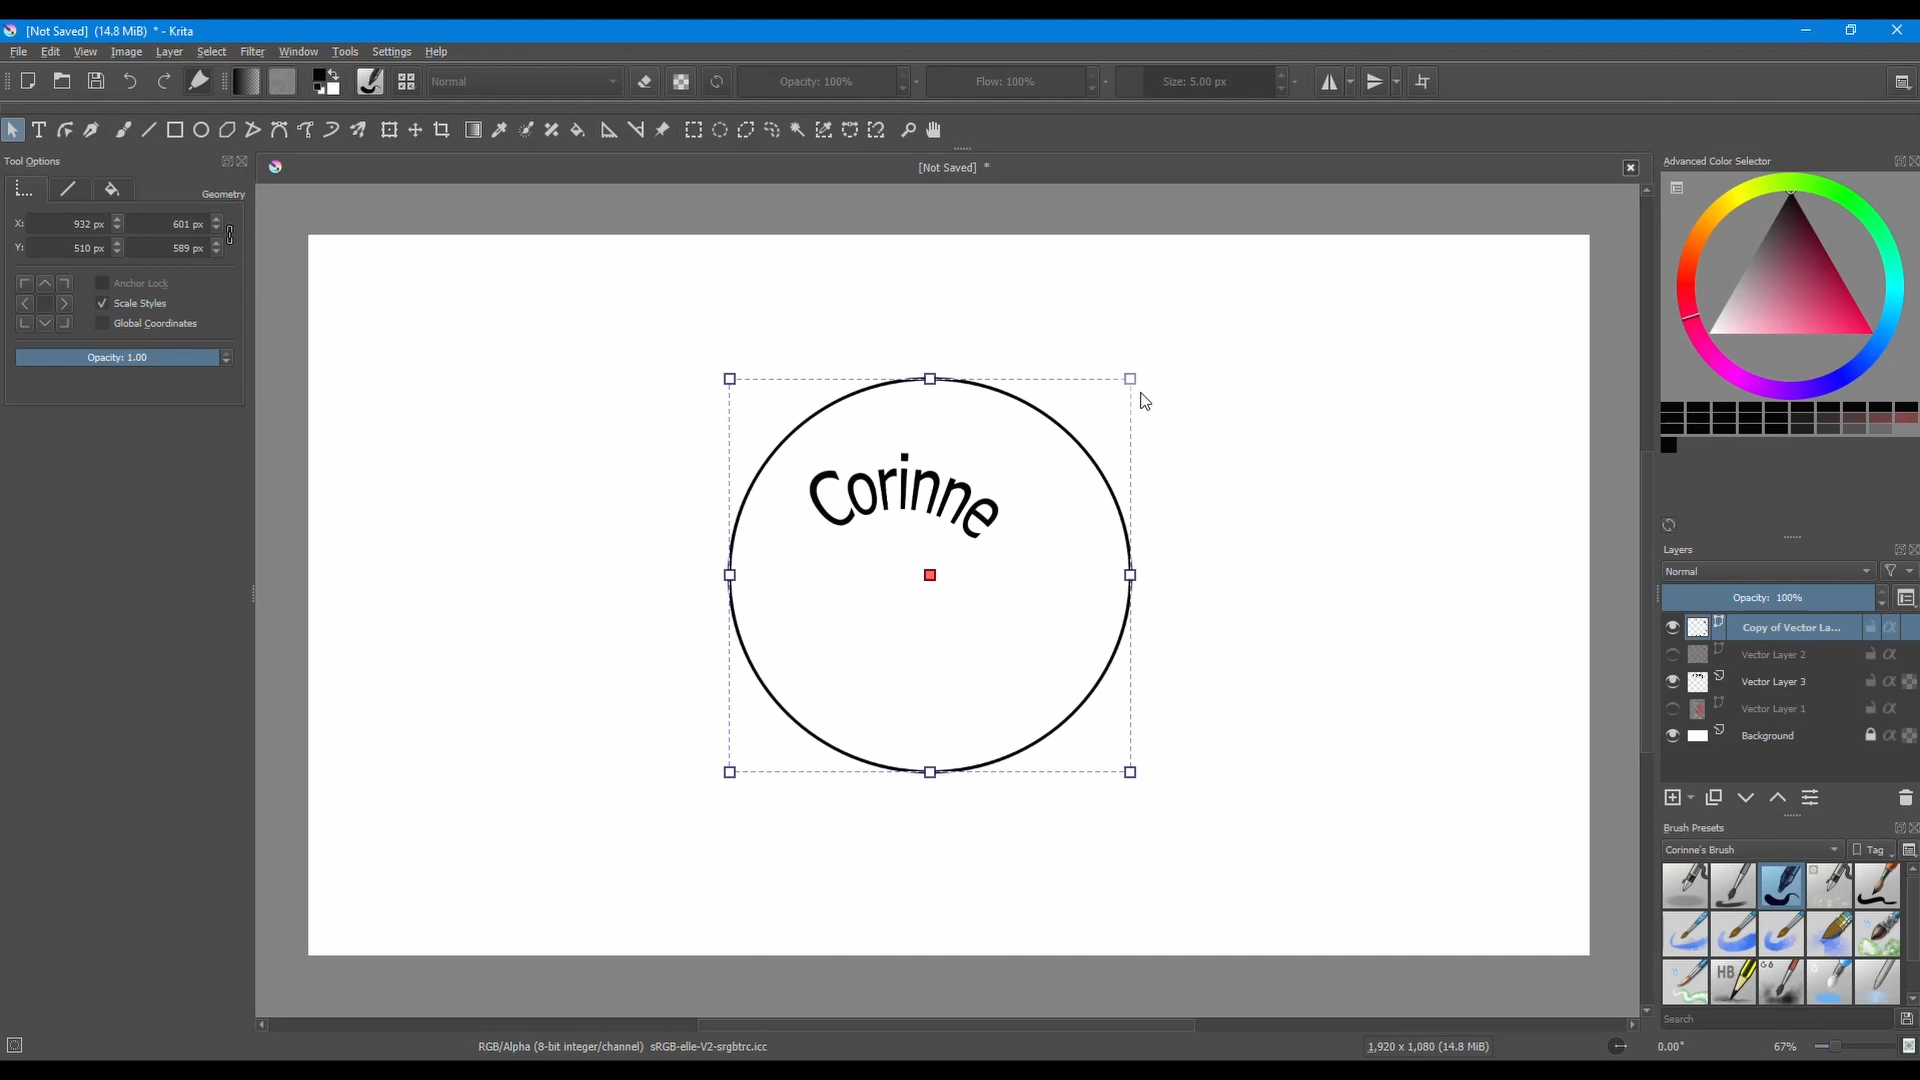 [Not Saved] (14.8 MiB) * - Krita
File Edit View Image Layer Select Filter Window Tools Settings Help
Normal Opacity: 100% Flow: 100% Size: 5.00 px
Tool Options
[Not Saved] *
Advanced Color Selector
Geometry
X: 932 px 601 px
Y: 510 px 589 px
Anchor Lock
Scale Styles
Global Coordinates
Opacity: 1.00
Corinne
Layers
Normal
Opacity: 100%
Copy of Vector La...
Vector Layer 2
Vector Layer 3
Vector Layer 1
Background
Brush Presets
Corinne's Brush Tag
HB
Search
RGB/Alpha (8-bit integer/channel) sRGB-elle-V2-srgbtrc.icc 1,920 x 1,080 (14.8 MiB) 0.00° 67%